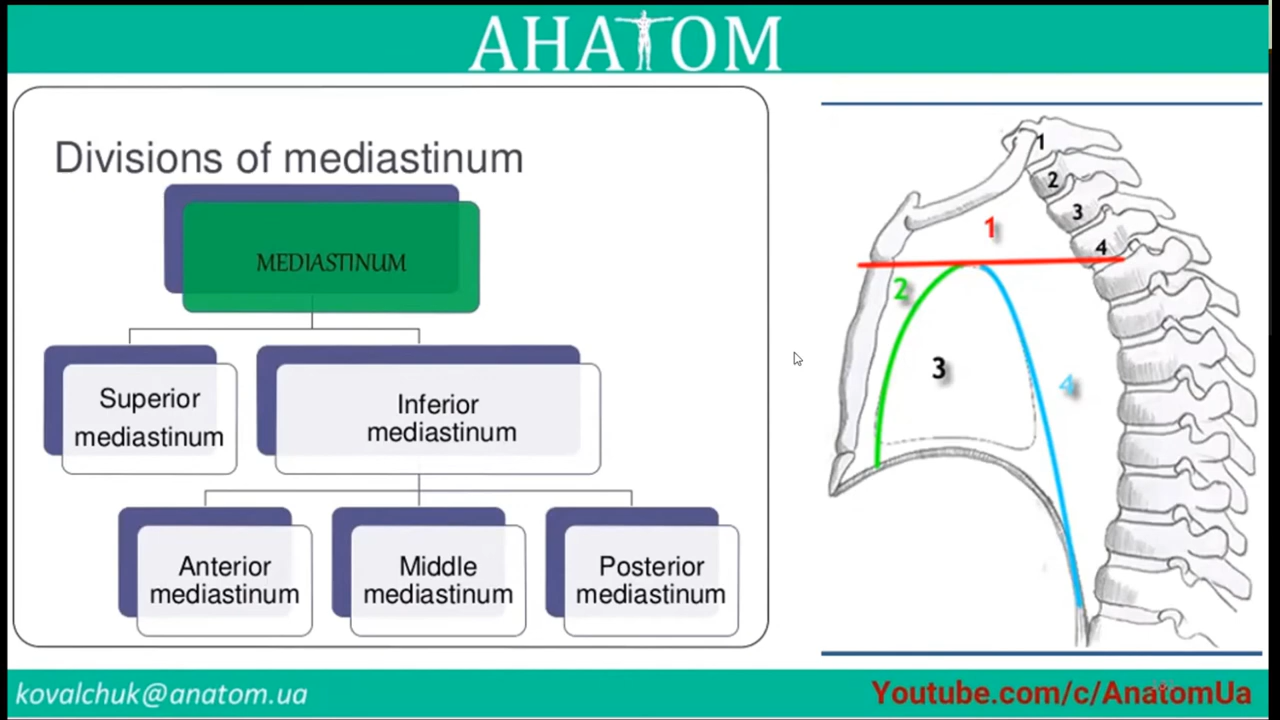 АНАТОМ
Divisions of mediastinum
MEDIASTINUM
Superior
mediastinum
Inferior
mediastinum
Anterior
mediastinum
Middle
mediastinum
Posterior
mediastinum
1
2
3
4
1
2
3
4
kovalchuk@anatom.ua
Youtube.com/c/AnatomUa